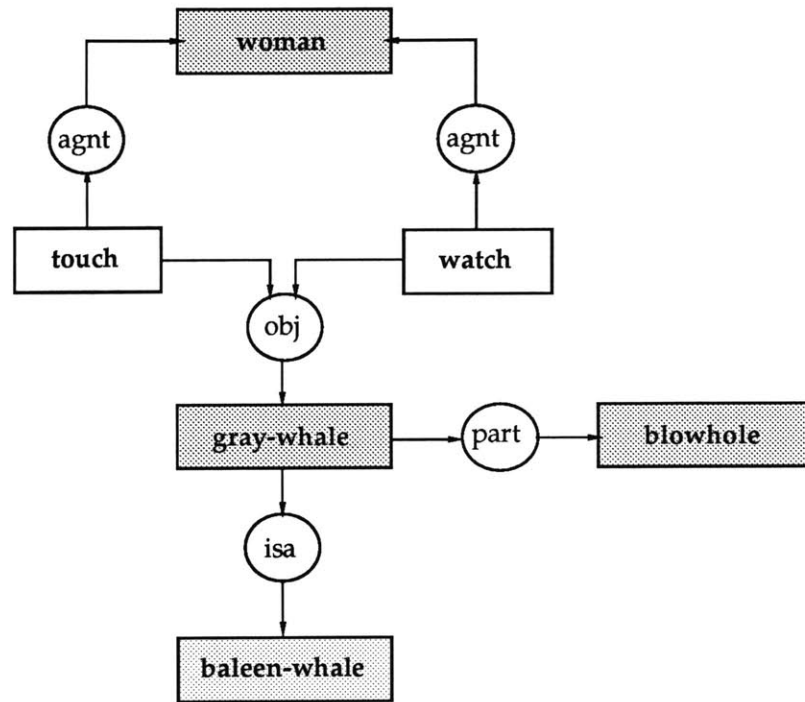 woman
agnt
agnt
touch
watch
obj
gray-whale
part
blowhole
isa
baleen-whale